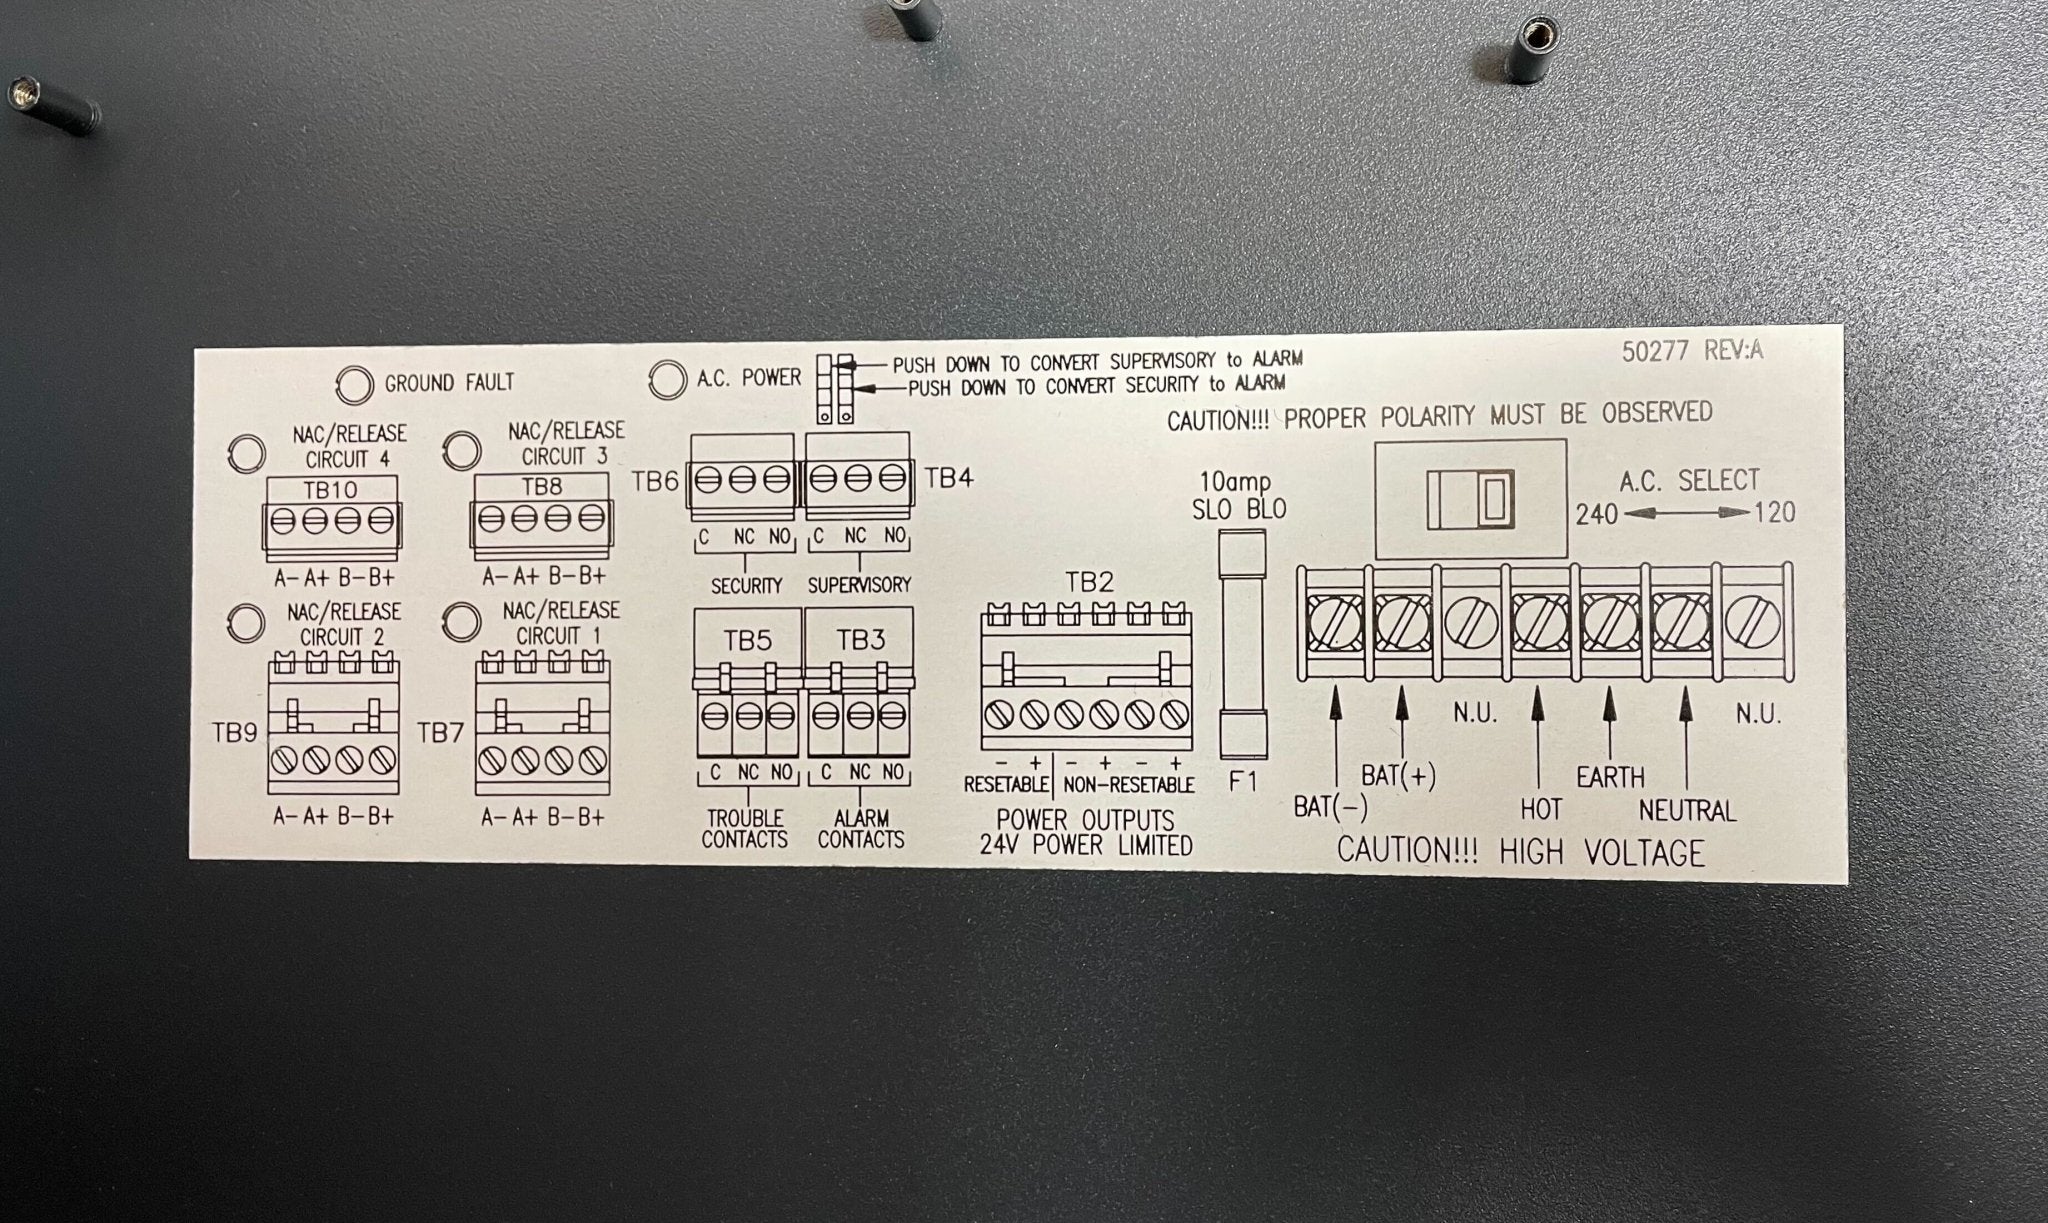 50277 REV:A
GROUND FAULT
A.C. POWER
PUSH DOWN TO CONVERT SUPERVISORY to ALARM
PUSH DOWN TO CONVERT SECURITY to ALARM
CAUTION!!! PROPER POLARITY MUST BE OBSERVED
NAC/RELEASE
CIRCUIT 4
TB10
A- A+ B- B+
NAC/RELEASE
CIRCUIT 3
TB8
A- A+ B- B+
NAC/RELEASE
CIRCUIT 2
TB9
A- A+ B- B+
NAC/RELEASE
CIRCUIT 1
TB7
A- A+ B- B+
TB6
C NC NO
SECURITY
TB4
C NC NO
SUPERVISORY
TB5
C NC NO
TROUBLE
CONTACTS
TB3
C NC NO
ALARM
CONTACTS
TB2
- + - + - +
RESETABLE NON-RESETABLE
POWER OUTPUTS
24V POWER LIMITED
10amp
SLO BLO
F1
A.C. SELECT
240 120
BAT(-)
BAT(+)
N.U.
HOT
EARTH
NEUTRAL
N.U.
CAUTION!!! HIGH VOLTAGE